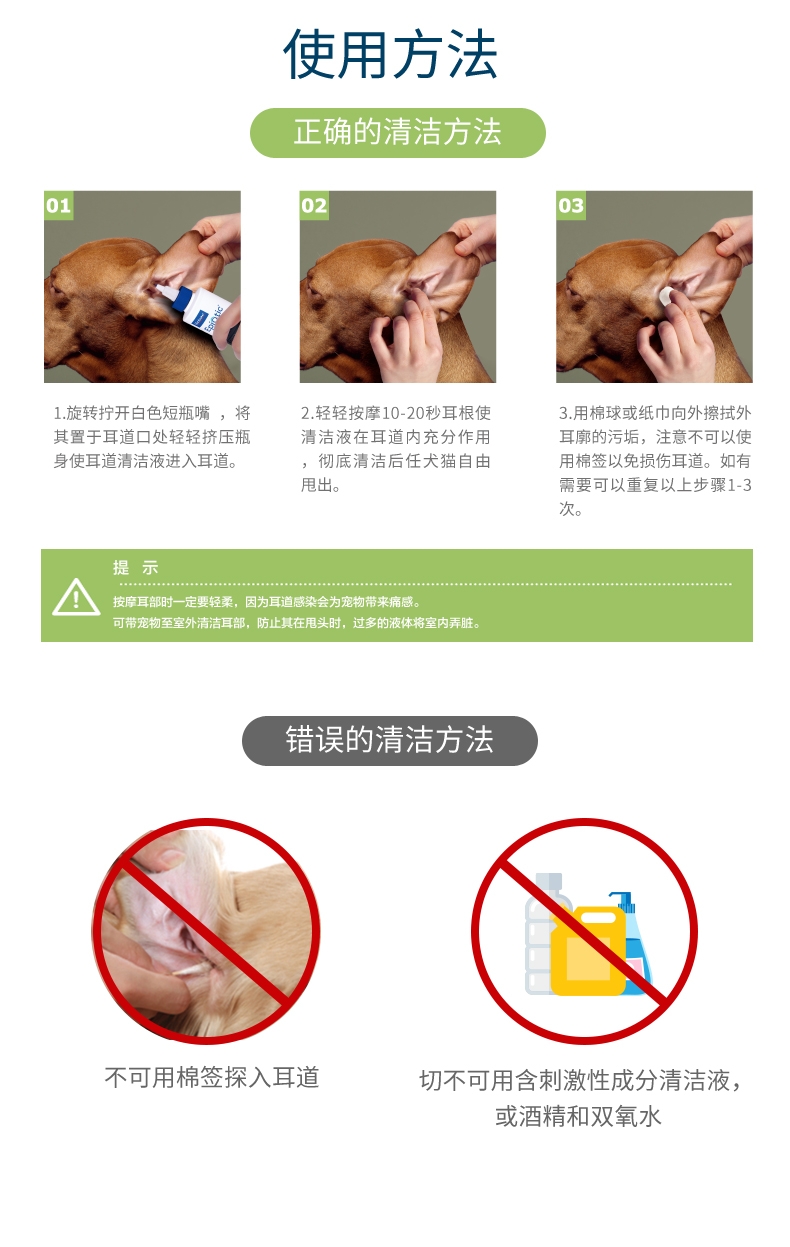 使用方法
正确的清洁方法
01
02
03
EpiOtic
1.旋转拧开白色短瓶嘴 ，将
其置于耳道口处轻轻挤压瓶
身使耳道清洁液进入耳道。
2.轻轻按摩10-20秒耳根使
清洁液在耳道内充分作用
，彻底清洁后任犬猫自由
甩出。
3.用棉球或纸巾向外擦拭外
耳廓的污垢，注意不可以使
用棉签以免损伤耳道。如有
需要可以重复以上步骤1-3
次。
提 示
按摩耳部时一定要轻柔，因为耳道感染会为宠物带来痛感。
可带宠物至室外清洁耳部，防止其在甩头时，过多的液体将室内弄脏。
错误的清洁方法
不可用棉签探入耳道
切不可用含刺激性成分清洁液，
或酒精和双氧水